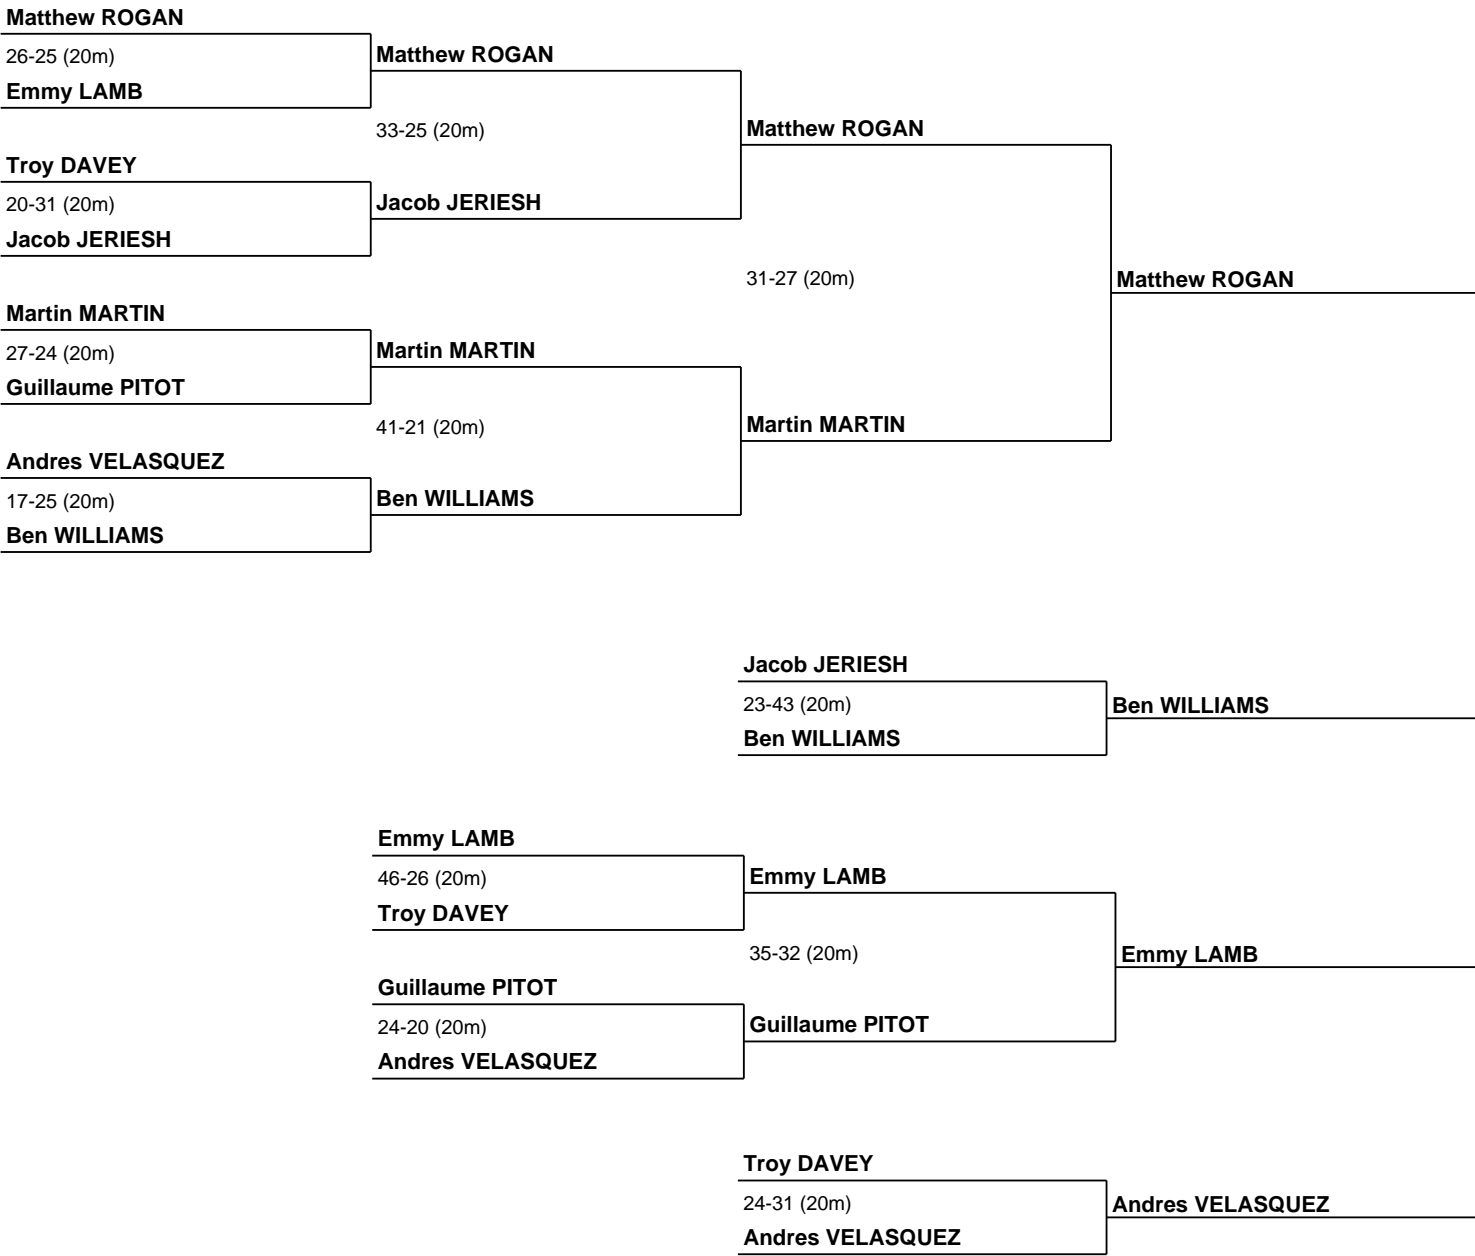 Matthew ROGAN
26-25 (20m)
Matthew ROGAN
Emmy LAMB
33-25 (20m)
Matthew ROGAN
Troy DAVEY
20-31 (20m)
Jacob JERIESH
Jacob JERIESH
31-27 (20m)
Matthew ROGAN
Martin MARTIN
27-24 (20m)
Martin MARTIN
Guillaume PITOT
41-21 (20m)
Martin MARTIN
Andres VELASQUEZ
17-25 (20m)
Ben WILLIAMS
Ben WILLIAMS
Jacob JERIESH
23-43 (20m)
Ben WILLIAMS
Ben WILLIAMS
Emmy LAMB
46-26 (20m)
Emmy LAMB
Troy DAVEY
35-32 (20m)
Emmy LAMB
Guillaume PITOT
24-20 (20m)
Guillaume PITOT
Andres VELASQUEZ
Troy DAVEY
24-31 (20m)
Andres VELASQUEZ
Andres VELASQUEZ